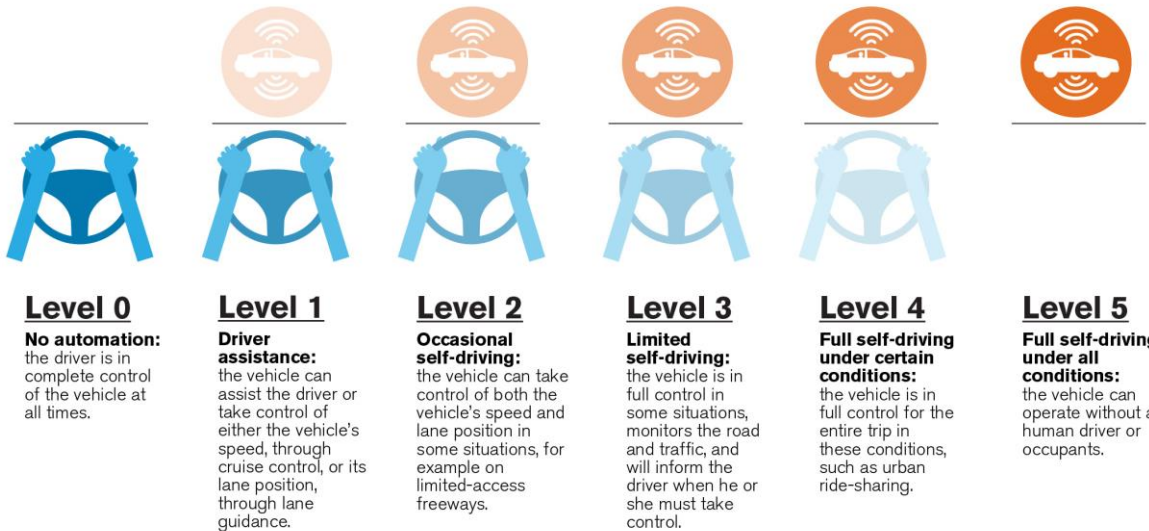 Level 0
No automation:
the driver is in
complete control
of the vehicle at
all times.
Level 1
Driver
assistance:
the vehicle can
assist the driver or
take control of
either the vehicle's
speed, through
cruise control, or its
lane position,
through lane
guidance.
Level 2
Occasional
self-driving:
the vehicle can take
control of both the
vehicle's speed and
lane position in
some situations, for
example on
limited-access
freeways.
Level 3
Limited
self-driving:
the vehicle is in
full control in
some situations,
monitors the road
and traffic, and
will inform the
driver when he or
she must take
control.
Level 4
Full self-driving
under certain
conditions:
the vehicle is in
full control for the
entire trip in
these conditions,
such as urban
ride-sharing.
Level 5
Full self-driving
under all
conditions:
the vehicle can
operate without a
human driver or
occupants.